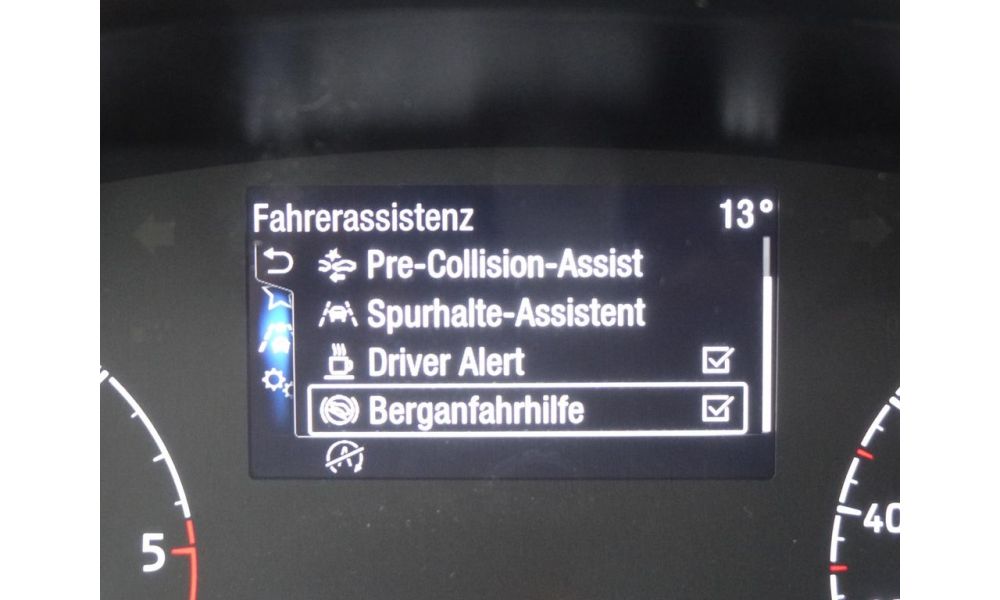 Fahrerassistenz 13°
Pre-Collision-Assist
Spurhalte-Assistent
Driver Alert
Berganfahrhilfe
A
5
40